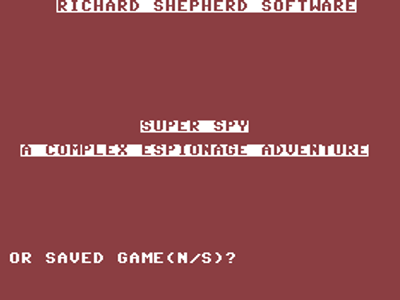 RICHARD SHEPHERD SOFTWARE
SUPER SPY
A COMPLEX ESPIONAGE ADVENTURE
OR SAVED GAME(N/S)?